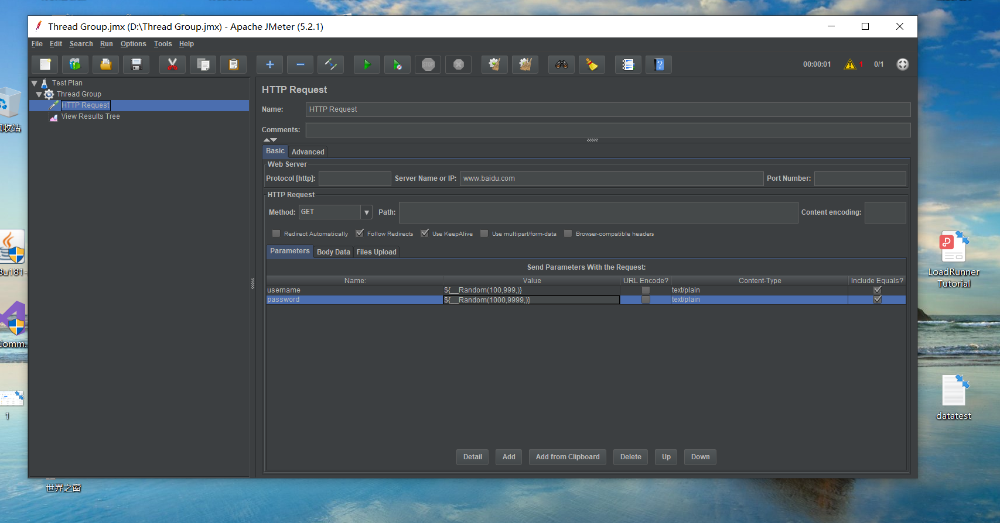 Thread Group.jmx (D:\Thread Group.jmx) - Apache JMeter (5.2.1)
File Edit Search Run Options Tools Help
STOP
00:00:01 1 0/1
Test Plan
Thread Group
HTTP Request
View Results Tree
HTTP Request
Name: HTTP Request
Comments:
Basic Advanced
Web Server
Protocol [http]: Server Name or IP: www.baidu.com Port Number:
HTTP Request
Method: GET Path: Content encoding:
Redirect Automatically Follow Redirects Use KeepAlive Use multipart/form-data Browser-compatible headers
Parameters Body Data Files Upload
Send Parameters With the Request:
Name: Value URL Encode? Content-Type Include Equals?
username ${__Random(100,999,)} text/plain
password ${__Random(1000,9999,)} text/plain
Detail Add Add from Clipboard Delete Up Down
回收站
Bu181-
Comm..
1
世界之窗
LoadRunner
Tutorial
datatest